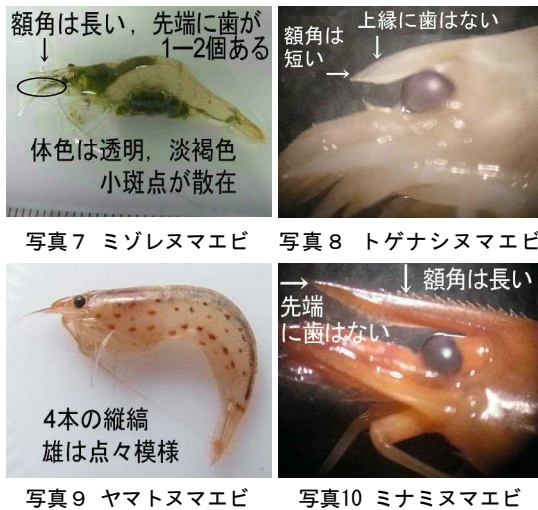 額角は長い，先端に歯が
1―2個ある
体色は透明，淡褐色
小斑点が散在
写真７ ミゾレヌマエビ
上縁に歯はない
額角は
短い
写真８ トゲナシヌマエビ
4本の縦縞
雄は点々模様
写真９ ヤマトヌマエビ
額角は長い
先端
に歯はない
写真10 ミナミヌマエビ